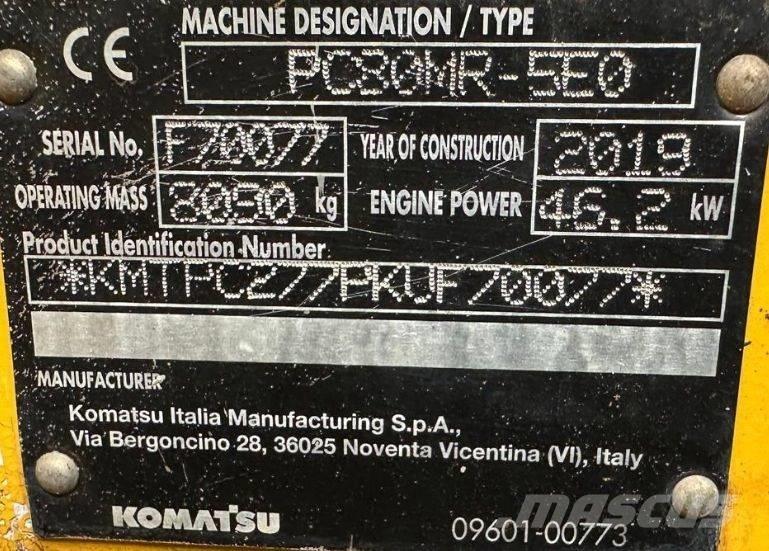 CE
MACHINE DESIGNATION / TYPE
PC80MR-5E0
SERIAL No. F70077 YEAR OF CONSTRUCTION 2019
OPERATING MASS 8050 kg ENGINE POWER 46.2 kW
Product Identification Number
*KMTPC277PKVF70077*
MANUFACTURER
Komatsu Italia Manufacturing S.p.A.,
Via Bergoncino 28, 36025 Noventa Vicentina (VI), Italy
KOMATSU 09601-00773
MASCUS